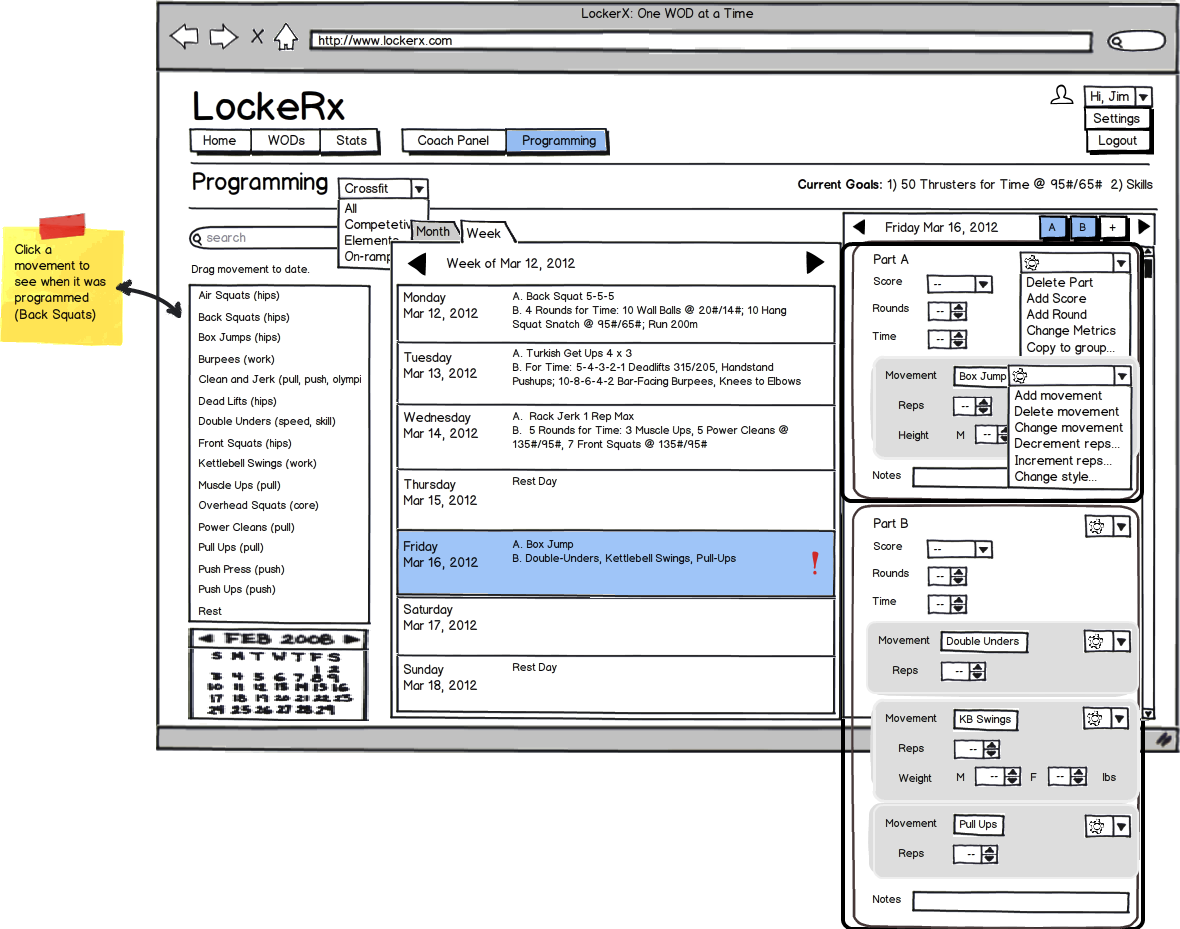 LockerX: One WOD at a Time
http://www.lockerx.com
LockeRx
Hi, Jim
Settings
Logout
Home
WODs
Stats
Coach Panel
Programming
Programming
Crossfit
All
Competetiv
Elements
On-ramp
Current Goals: 1) 50 Thrusters for Time @ 95#/65# 2) Skills
Click a
movement to
see when it was
programmed
(Back Squats)
search
Drag movement to date.
Air Squats (hips)
Back Squats (hips)
Box Jumps (hips)
Burpees (work)
Clean and Jerk (pull, push, olympi
Dead Lifts (hips)
Double Unders (speed, skill)
Front Squats (hips)
Kettlebell Swings (work)
Muscle Ups (pull)
Overhead Squats (core)
Power Cleans (pull)
Pull Ups (pull)
Push Press (push)
Push Ups (push)
Rest
FEB 2008
S M T W T F S
1 2
3 4 5 6 7 8 9
10 11 12 13 14 15 16
17 18 19 20 21 22 23
24 25 26 27 28 29
Month
Week
Week of Mar 12, 2012
Monday
Mar 12, 2012
A. Back Squat 5-5-5
B. 4 Rounds for Time: 10 Wall Balls @ 20#/14#; 10 Hang
Squat Snatch @ 95#/65#; Run 200m
Tuesday
Mar 13, 2012
A. Turkish Get Ups 4 x 3
B. For Time: 5-4-3-2-1 Deadlifts 315/205, Handstand
Pushups; 10-8-6-4-2 Bar-Facing Burpees, Knees to Elbows
Wednesday
Mar 14, 2012
A. Rack Jerk 1 Rep Max
B. 5 Rounds for Time: 3 Muscle Ups, 5 Power Cleans @
135#/95#, 7 Front Squats @ 135#/95#
Thursday
Mar 15, 2012
Rest Day
Friday
Mar 16, 2012
A. Box Jump
B. Double-Unders, Kettlebell Swings, Pull-Ups
!
Saturday
Mar 17, 2012
Sunday
Mar 18, 2012
Rest Day
Friday Mar 16, 2012
A
B
+
Part A
Score
--
Rounds
--
Time
--
Delete Part
Add Score
Add Round
Change Metrics
Copy to group...
Movement
Box Jump
Reps
--
Height
M
--
Add movement
Delete movement
Change movement
Decrement reps...
Increment reps...
Change style...
Notes
Part B
Score
--
Rounds
--
Time
--
Movement
Double Unders
Reps
--
Movement
KB Swings
Reps
--
Weight
M
--
F
--
lbs
Movement
Pull Ups
Reps
--
Notes